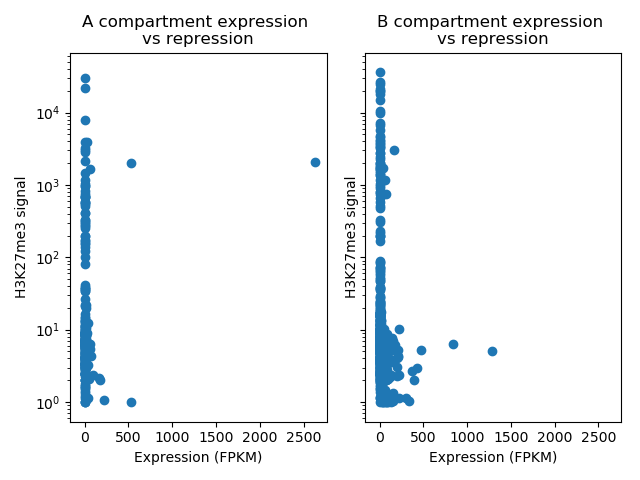 A compartment expression
vs repression
B compartment expression
vs repression
H3K27me3 signal
10⁴
10³
10²
10¹
10⁰
0 500 1000 1500 2000 2500
Expression (FPKM)
H3K27me3 signal
0 500 1000 1500 2000 2500
Expression (FPKM)